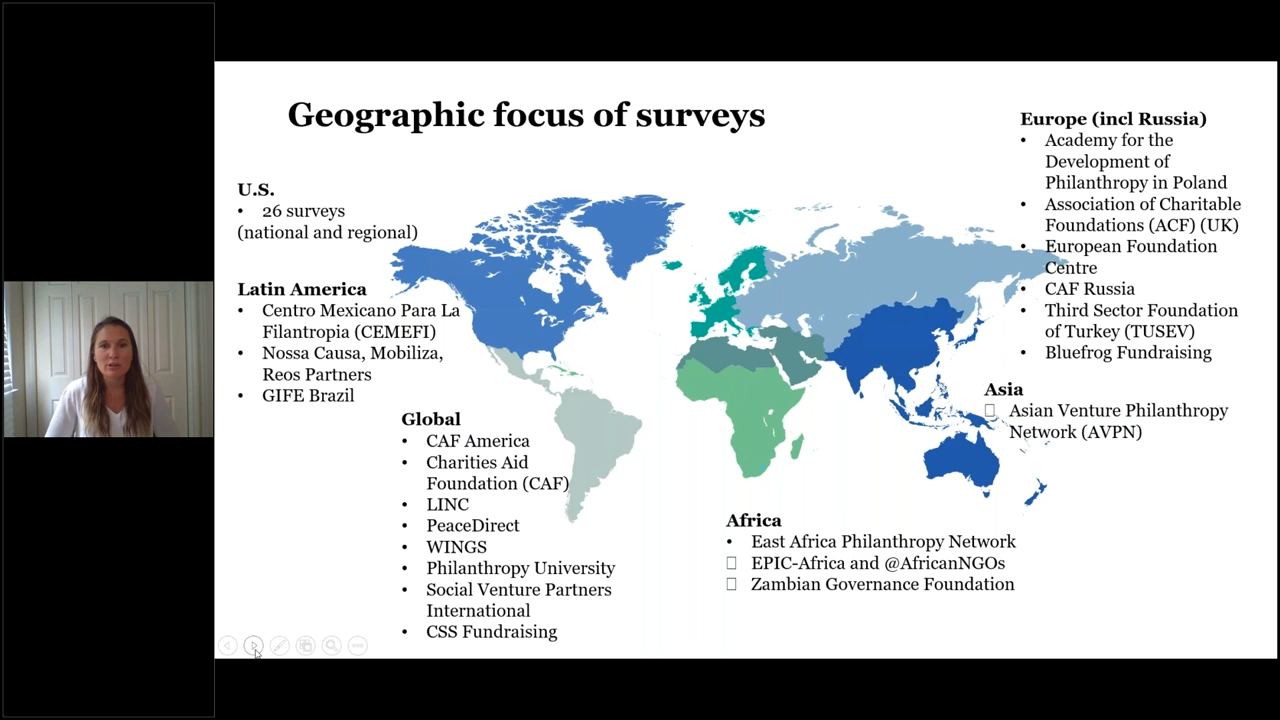 Geographic focus of surveys
U.S.
• 26 surveys
(national and regional)
Latin America
• Centro Mexicano Para La
Filantropia (CEMEFI)
• Nossa Causa, Mobiliza,
Reos Partners
• GIFE Brazil
Global
• CAF America
• Charities Aid
Foundation (CAF)
• LINC
• PeaceDirect
• WINGS
• Philanthropy University
• Social Venture Partners
International
• CSS Fundraising
Europe (incl Russia)
• Academy for the
Development of
Philanthropy in Poland
• Association of Charitable
Foundations (ACF) (UK)
• European Foundation
Centre
• CAF Russia
• Third Sector Foundation
of Turkey (TUSEV)
• Bluefrog Fundraising
Asia
Asian Venture Philanthropy
Network (AVPN)
Africa
• East Africa Philanthropy Network
EPIC-Africa and @AfricanNGOs
Zambian Governance Foundation